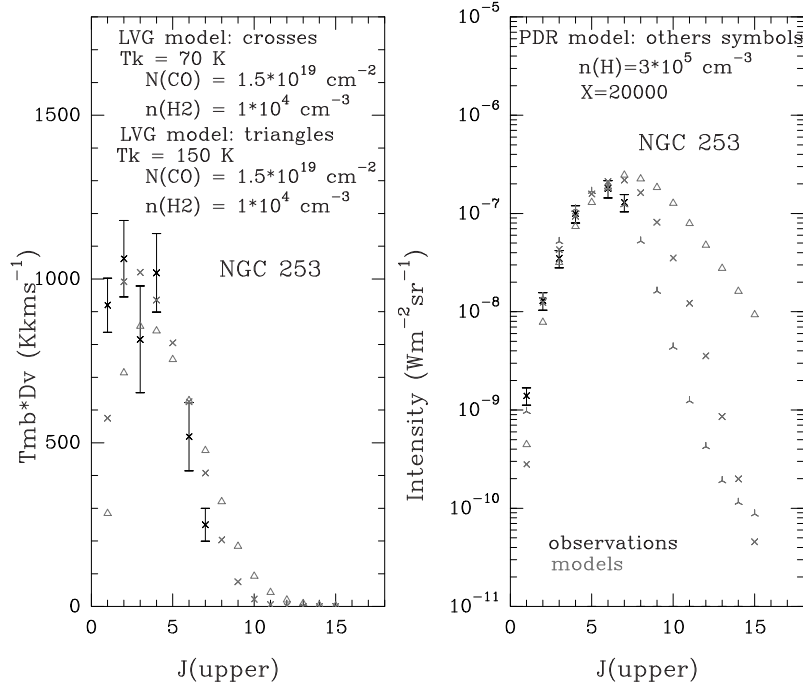 LVG model: crosses
Tk = 70 K
N(CO) = 1.5*10^19 cm^-2
n(H2) = 1*10^4 cm^-3
LVG model: triangles
Tk = 150 K
N(CO) = 1.5*10^19 cm^-2
n(H2) = 1*10^4 cm^-3
NGC 253
Tmb*Dv (Kkms^-1)
1500
1000
500
0
0 5 10 15
J(upper)
PDR model: others symbols
n(H)=3*10^5 cm^-3
X=20000
NGC 253
Intensity (Wm^-2sr^-1)
10^-5
10^-6
10^-7
10^-8
10^-9
10^-10
10^-11
observations
models
0 5 10 15
J(upper)